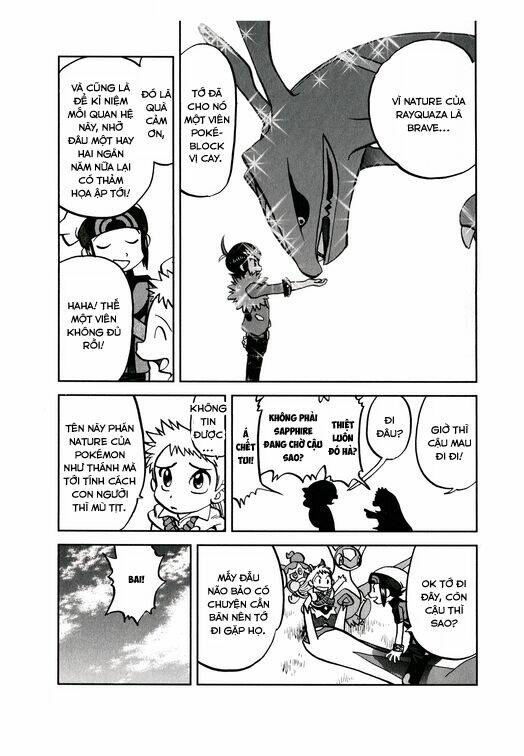 VÌ NATURE CỦA
RAYQUAZA LÀ
BRAVE...
TỚ ĐÃ
CHO NÓ
MỘT VIÊN
POKÉ-
BLOCK
VỊ CAY.
ĐÓ LÀ
QUÀ
CẢM
ƠN,
VÀ CŨNG LÀ
ĐỂ KỈ NIỆM
MỐI QUAN HỆ
NÀY, NHỠ
ĐÂU MỘT HAY
HAI NGÀN
NĂM NỮA LẠI
CÓ THẢM
HỌA ẬP TỚI!
HAHA! THẾ
MỘT VIÊN
KHÔNG ĐỦ
RỒI!
GIỜ THÌ
CẬU MAU
ĐI ĐI!
ĐI
ĐÂU?
THIỆT
LUÔN
ĐÓ HẢ?
KHÔNG PHẢI
SAPPHIRE
ĐANG CHỜ CẬU
SAO?
Á
CHẾT
TUI!
KHÔNG
TIN
ĐƯỢC
...
TÊN NÀY PHÁN
NATURE CỦA
POKÉMON
NHƯ THÁNH MÀ
TỚI TÍNH CÁCH
CON NGƯỜI
THÌ MÙ TỊT.
OK TỚ ĐI
ĐÂY, CÒN
CẬU THÌ
SAO?
MẤY ĐẦU
NÃO BẢO CÓ
CHUYỆN CẦN
BÀN NÊN TỚ
ĐI GẶP HỌ.
BAI!